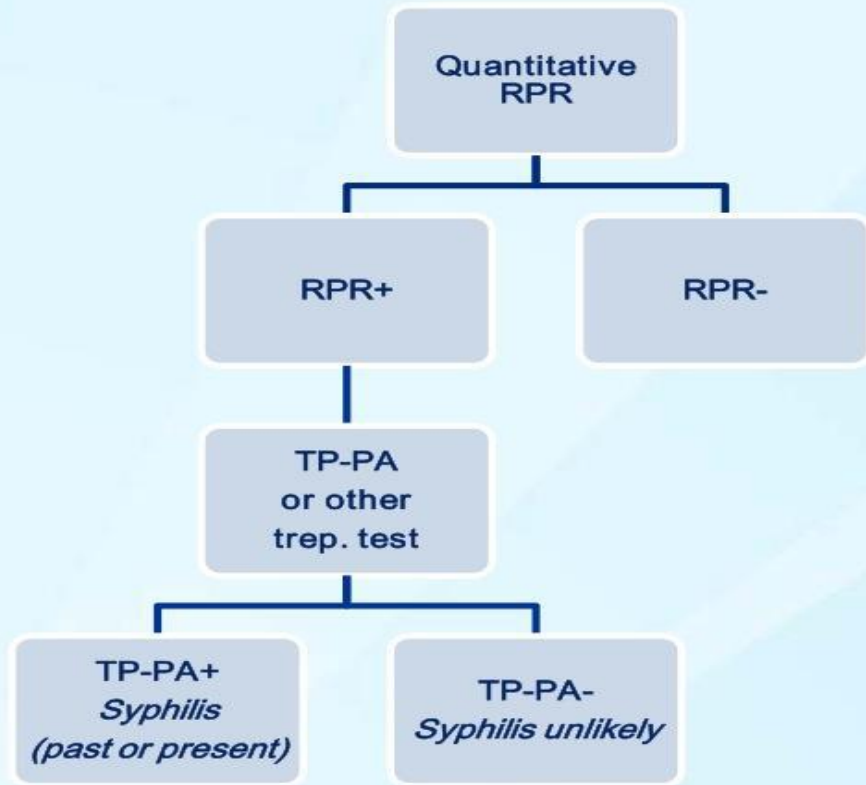 Quantitative
RPR
RPR+
RPR-
TP-PA
or other
trep. test
TP-PA+
Syphilis
(past or present)
TP-PA-
Syphilis unlikely